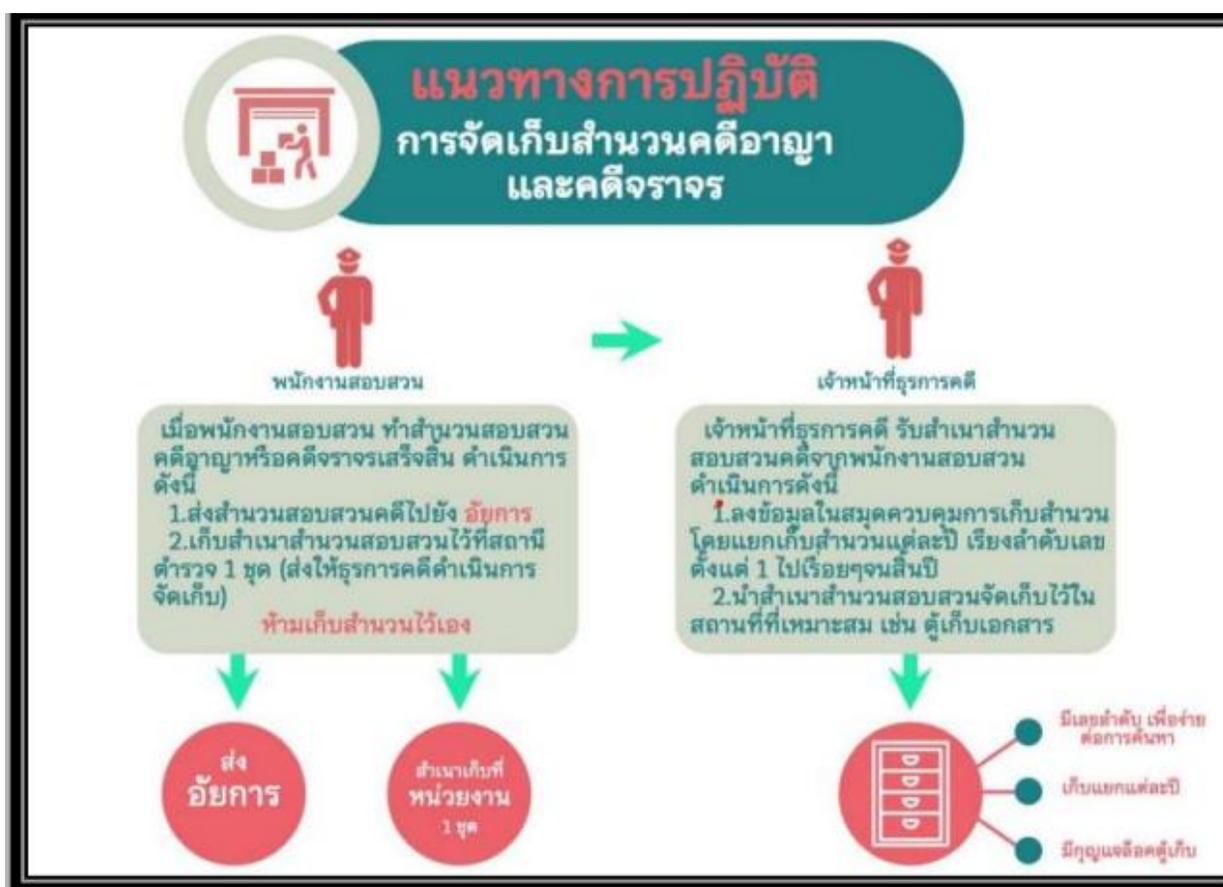 แนวทางการปฏิบัติ
การจัดเก็บสำนวนคดีอาญา
และคดีจราจร
พนักงานสอบสวน
เมื่อพนักงานสอบสวน ทำสำนวนสอบสวน
คดีอาญาหรือคดีจราจรเสร็จสิ้น ดำเนินการ
ดังนี้
1.ส่งสำนวนสอบสวนคดีไปยัง อัยการ
2.เก็บสำเนาสำนวนสอบสวนไว้ที่สถานี
ตำรวจ 1 ชุด (ส่งให้ธุรการคดีดำเนินการ
จัดเก็บ)
ห้ามเก็บสำนวนไว้เอง
ส่ง
อัยการ
สำเนาเก็บที่
หน่วยงาน
1 ชุด
เจ้าหน้าที่ธุรการคดี
เจ้าหน้าที่ธุรการคดี รับสำเนาสำนวน
สอบสวนคดีจากพนักงานสอบสวน
ดำเนินการดังนี้
1.ลงข้อมูลในสมุดควบคุมการเก็บสำนวน
โดยแยกเก็บสำนวนแต่ละปี เรียงลำดับเลข
ตั้งแต่ 1 ไปเรื่อยๆจนสิ้นปี
2.นำสำเนาสำนวนสอบสวนจัดเก็บไว้ใน
สถานที่ที่เหมาะสม เช่น ตู้เก็บเอกสาร
มีเลขลำดับ เพื่อง่าย
ต่อการค้นหา
เก็บแยกแต่ละปี
มีกุญแจล็อคตู้เก็บ